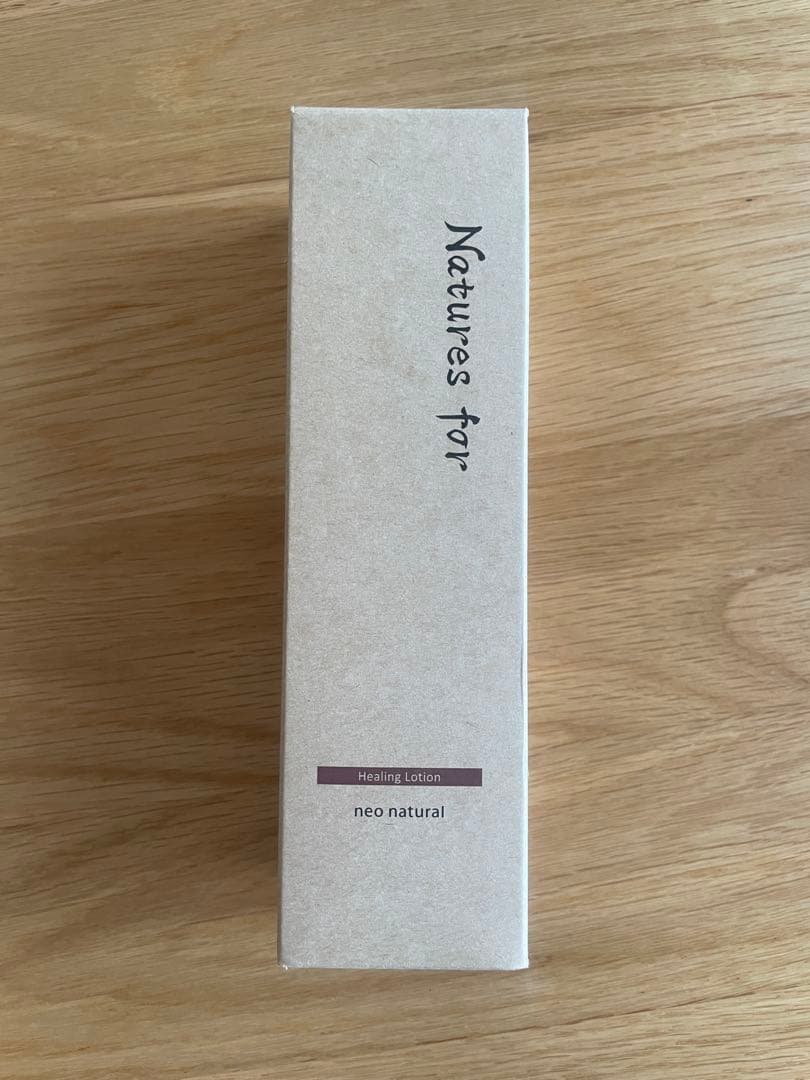 Natures for
Healing Lotion
neo natural